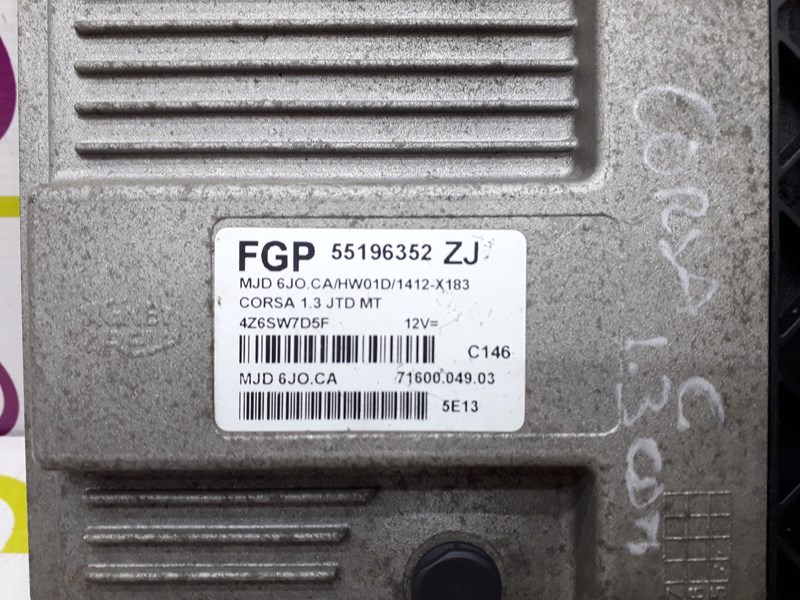 FGP 55196352 ZJ
MJD 6JO.CA/HW01D/1412-X183
CORSA 1.3 JTD MT
4Z6SW7D5F 12V=
C146
MJD 6JO.CA 71600.049.03
5E13
CORSA C
1.3 CDTI